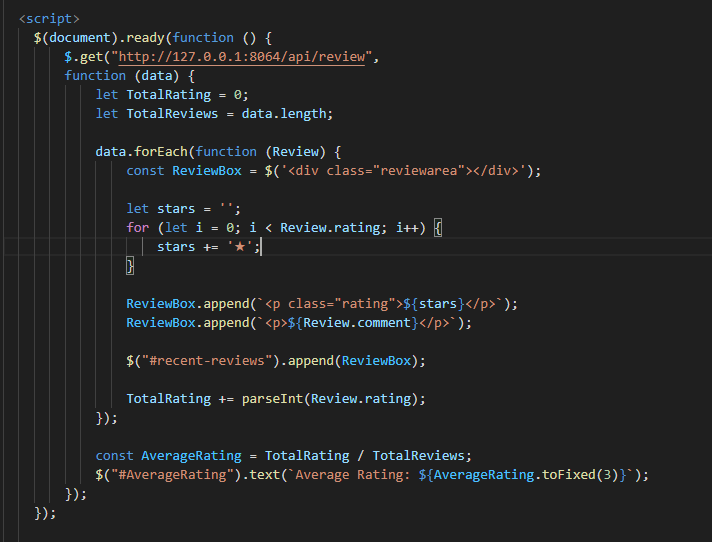 <script>
$(document).ready(function () {
$.get("http://127.0.0.1:8064/api/review",
function (data) {
let TotalRating = 0;
let TotalReviews = data.length;
data.forEach(function (Review) {
const ReviewBox = $('<div class="reviewarea"></div>');
let stars = '';
for (let i = 0; i < Review.rating; i++) {
stars += '★';
}
ReviewBox.append(`<p class="rating">${stars}</p>`);
ReviewBox.append(`<p>${Review.comment}</p>`);
$("#recent-reviews").append(ReviewBox);
TotalRating += parseInt(Review.rating);
});
const AverageRating = TotalRating / TotalReviews;
$("#AverageRating").text(`Average Rating: ${AverageRating.toFixed(3)}`);
});
});